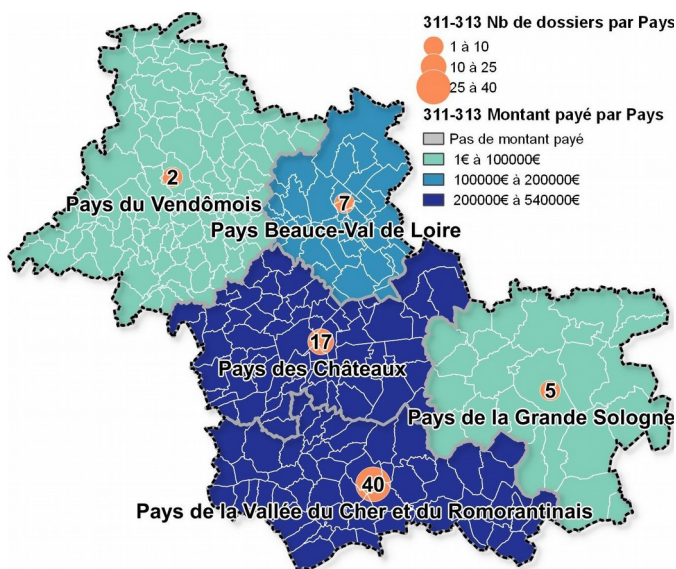 311-313 Nb de dossiers par Pays
1 à 10
10 à 25
25 à 40
311-313 Montant payé par Pays
Pas de montant payé
1€ à 100000€
100000€ à 200000€
200000€ à 540000€
2
Pays du Vendômois
7
Pays Beauce-Val de Loire
17
Pays des Châteaux
5
Pays de la Grande Sologne
40
Pays de la Vallée du Cher et du Romorantinais